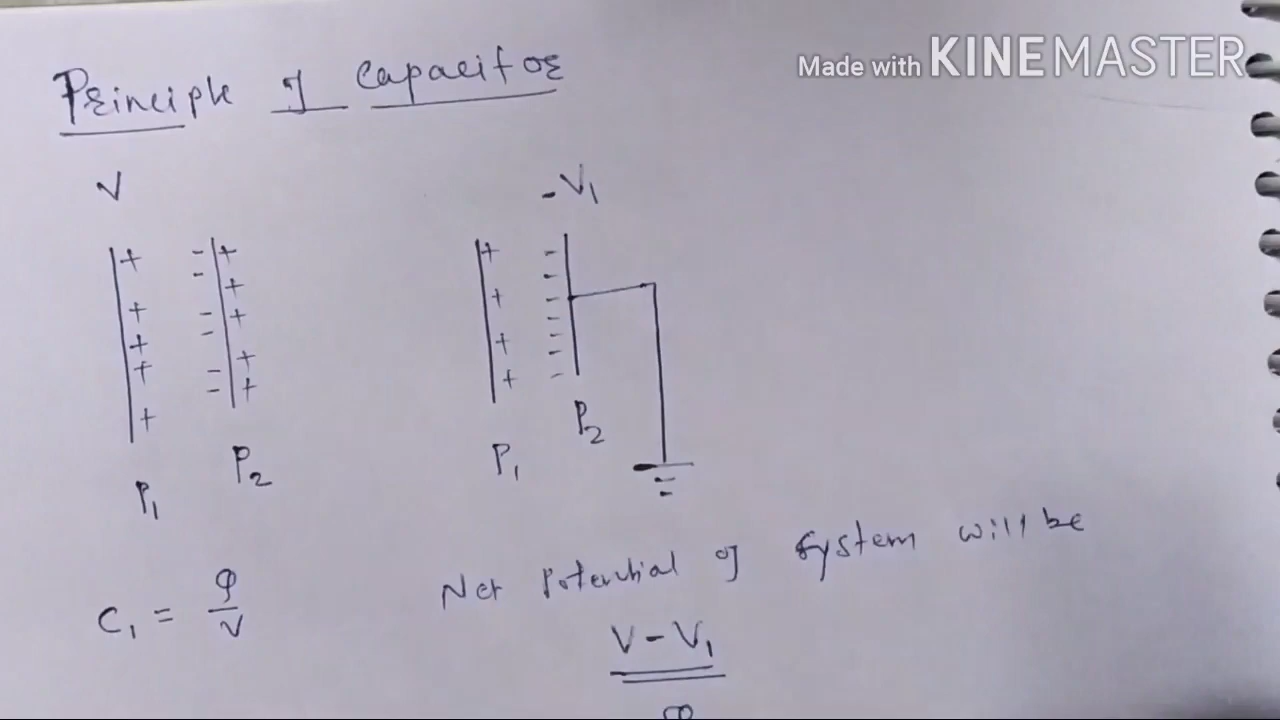 Made with KINEMASTER
Principle of Capacitor
V
-V1
+ - + + -
+ - +
+ - + + -
+ - + -
+ - + + -
+ - + + -
P1 P2
P1 P2
C1 = Q/V
Net potential of system will be
V - V1